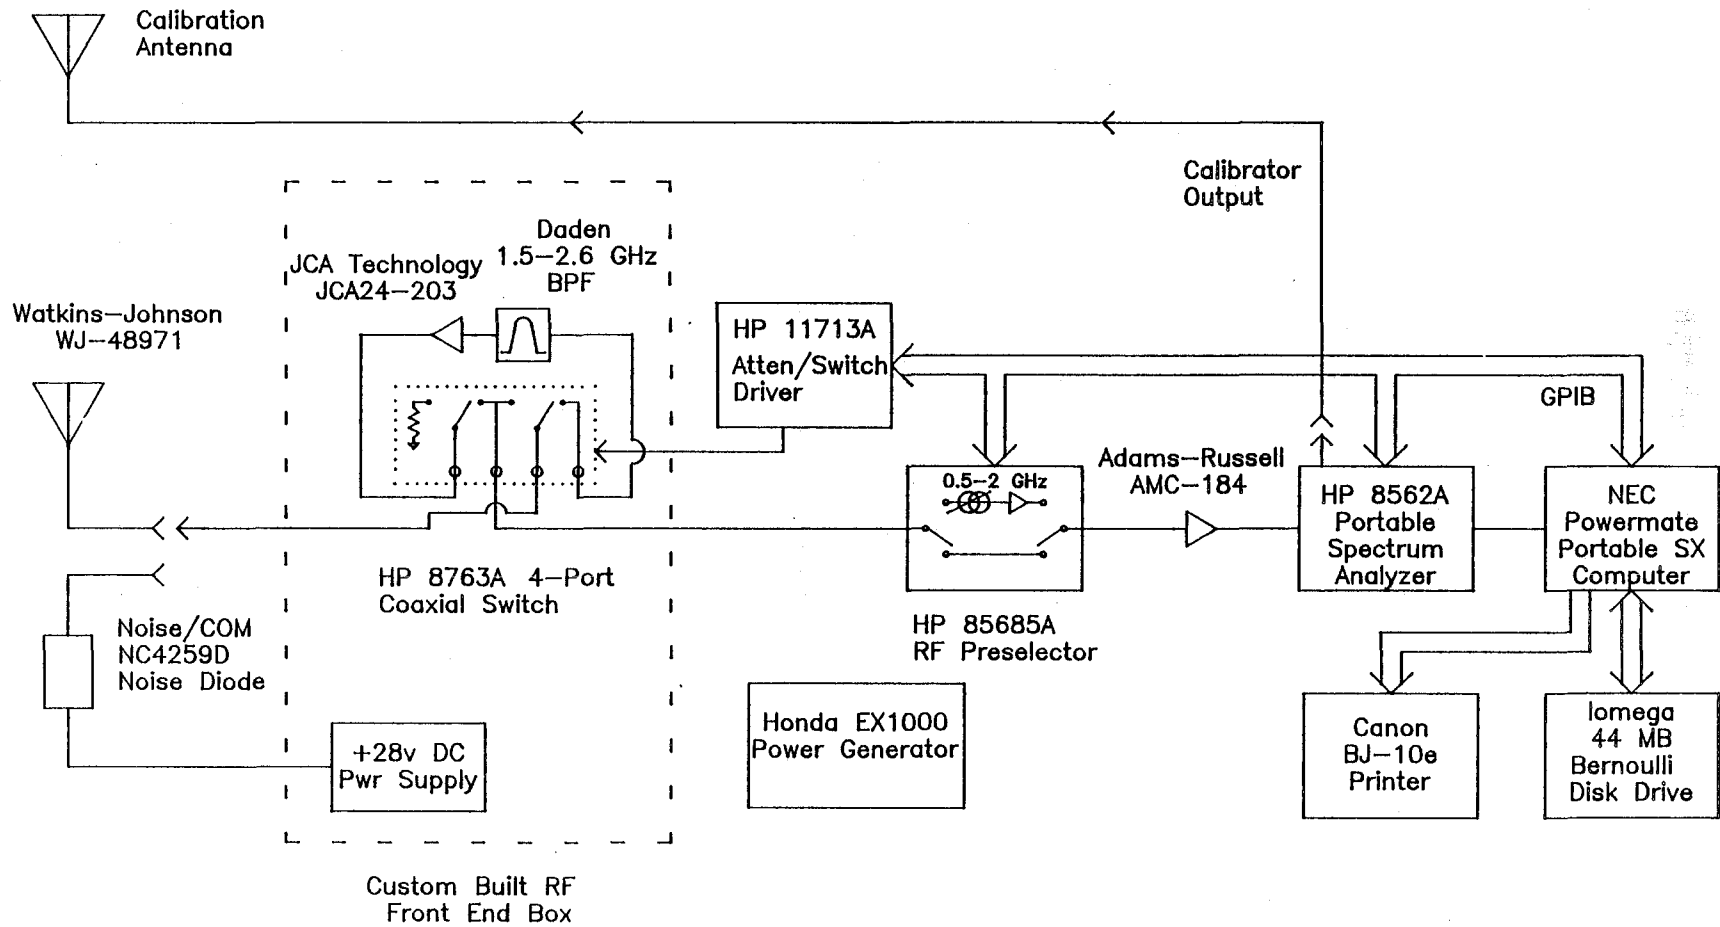 Calibration
Antenna
Calibrator
Output
Daden
1.5-2.6 GHz
BPF
JCA Technology
JCA24-203
Watkins-Johnson
WJ-48971
HP 11713A
Atten/Switch
Driver
GPIB
Adams-Russell
AMC-184
0.5-2 GHz
HP 8562A
Portable
Spectrum
Analyzer
NEC
Powermate
Portable SX
Computer
HP 8763A 4-Port
Coaxial Switch
HP 85685A
RF Preselector
Noise/COM
NC4259D
Noise Diode
+28v DC
Pwr Supply
Honda EX1000
Power Generator
Canon
BJ-10e
Printer
Iomega
44 MB
Bernoulli
Disk Drive
Custom Built RF
Front End Box